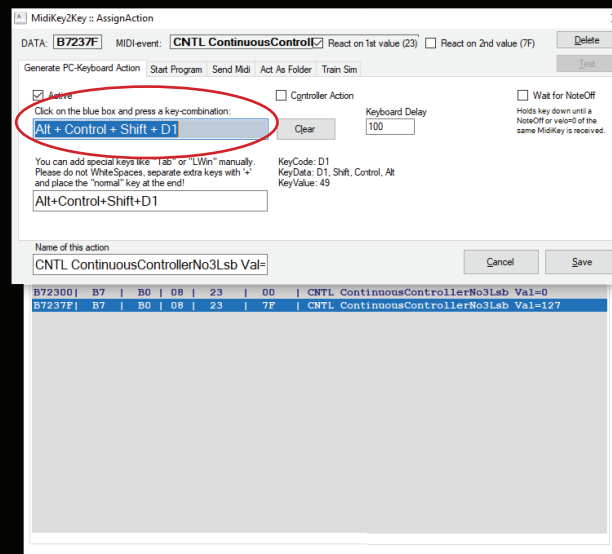 MidiKey2Key :: AssignAction
DATA: B7237F MIDI-event: CNTL ContinuousControll React on 1st value (23) React on 2nd value (7F) Delete
Generate PC-Keyboard Action Start Program Send Midi Act As Folder Train Sim Test
Active Controller Action Wait for NoteOff
Click on the blue box and press a key-combination: Keyboard Delay Holds key down until a
NoteOff or velo=0 of the
same MidiKey is received.
Alt + Control + Shift + D1 Clear 100
You can add special keys like "Tab" or "LWin" manually. KeyCode: D1
Please do not WhiteSpaces, separate extra keys with '+' KeyData: D1, Shift, Control, Alt
and place the "normal" key at the end! KeyValue: 49
Alt+Control+Shift+D1
Name of this action
CNTL ContinuousControllerNo3Lsb Val= Cancel Save
B72300| B7 | B0 | 08 | 23 | 00 | CNTL ContinuousControllerNo3Lsb Val=0
B7237F| B7 | B0 | 08 | 23 | 7F | CNTL ContinuousControllerNo3Lsb Val=127